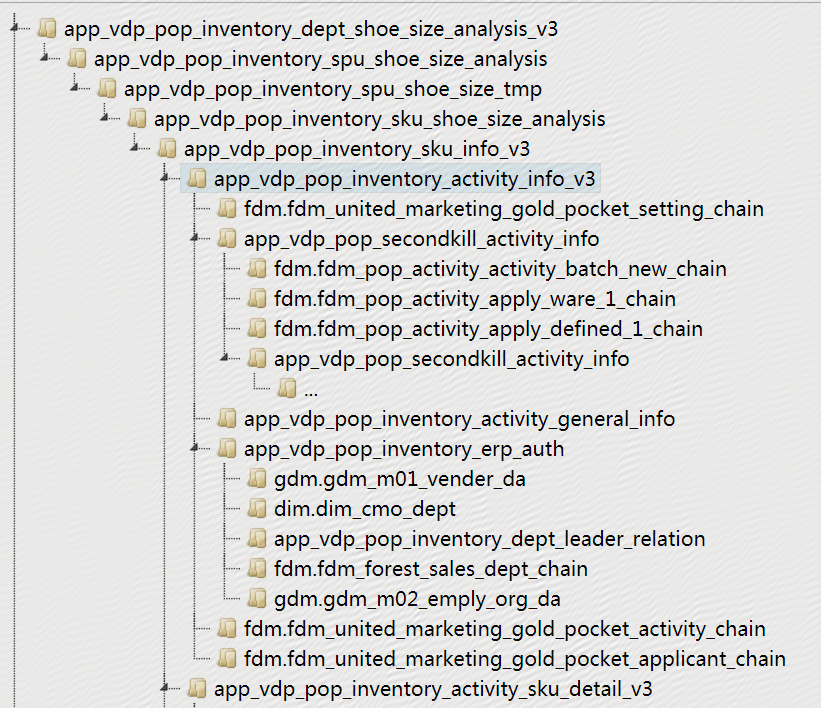 app_vdp_pop_inventory_dept_shoe_size_analysis_v3
app_vdp_pop_inventory_spu_shoe_size_analysis
app_vdp_pop_inventory_spu_shoe_size_tmp
app_vdp_pop_inventory_sku_shoe_size_analysis
app_vdp_pop_inventory_sku_info_v3
app_vdp_pop_inventory_activity_info_v3
fdm.fdm_united_marketing_gold_pocket_setting_chain
app_vdp_pop_secondkill_activity_info
fdm.fdm_pop_activity_activity_batch_new_chain
fdm.fdm_pop_activity_apply_ware_1_chain
fdm.fdm_pop_activity_apply_defined_1_chain
app_vdp_pop_secondkill_activity_info
...
app_vdp_pop_inventory_activity_general_info
app_vdp_pop_inventory_erp_auth
gdm.gdm_m01_vender_da
dim.dim_cmo_dept
app_vdp_pop_inventory_dept_leader_relation
fdm.fdm_forest_sales_dept_chain
gdm.gdm_m02_emply_org_da
fdm.fdm_united_marketing_gold_pocket_activity_chain
fdm.fdm_united_marketing_gold_pocket_applicant_chain
app_vdp_pop_inventory_activity_sku_detail_v3